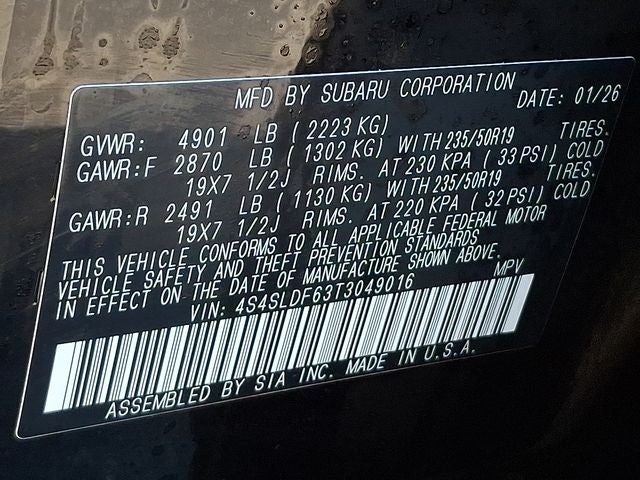 MFD BY SUBARU CORPORATION DATE: 01/26
GVWR: 4901 LB ( 2223 KG)
GAWR:F 2870 LB ( 1302 KG) WITH 235/50R19 TIRES.
19X7 1/2J RIMS. AT 230 KPA ( 33 PSI) COLD
GAWR:R 2491 LB ( 1130 KG) WITH 235/50R19 TIRES.
19X7 1/2J RIMS. AT 220 KPA ( 32 PSI) COLD
THIS VEHICLE CONFORMS TO ALL APPLICABLE FEDERAL MOTOR
VEHICLE SAFETY AND THEFT PREVENTION STANDARDS
IN EFFECT ON THE DATE OF MANUFACTURE SHOWN ABOVE.
VIN: 4S4SLDF63T3049016 MPV
ASSEMBLED BY SIA INC. MADE IN U.S.A.